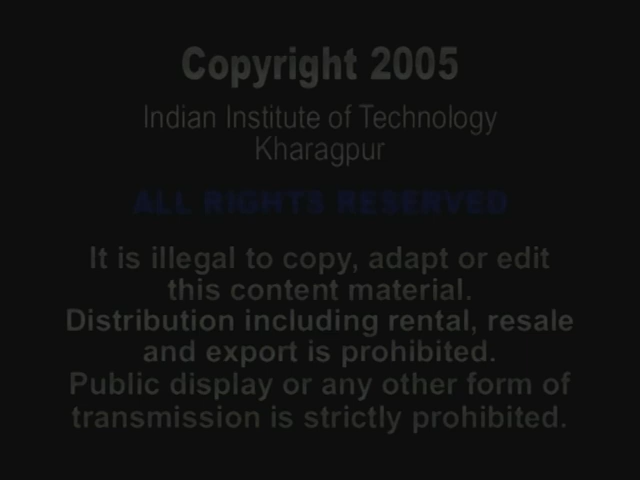 Copyright 2005
Indian Institute of Technology
Kharagpur
ALL RIGHTS RESERVED
It is illegal to copy, adapt or edit
this content material.
Distribution including rental, resale
and export is prohibited.
Public display or any other form of
transmission is strictly prohibited.